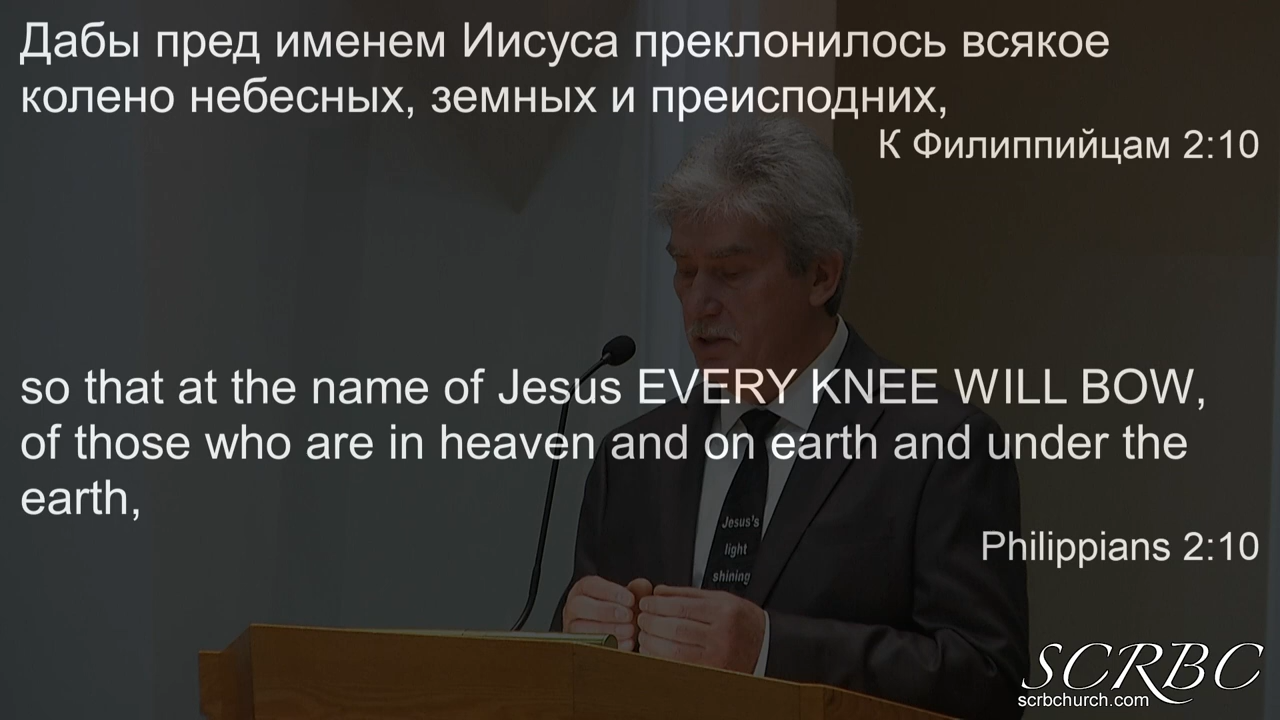 Дабы пред именем Иисуса преклонилось всякое
колено небесных, земных и преисподних,
К Филиппийцам 2:10
so that at the name of Jesus EVERY KNEE WILL BOW,
of those who are in heaven and on earth and under the
earth,
Philippians 2:10
Jesus's
light
shining
SCRBC
scrbchurch.com